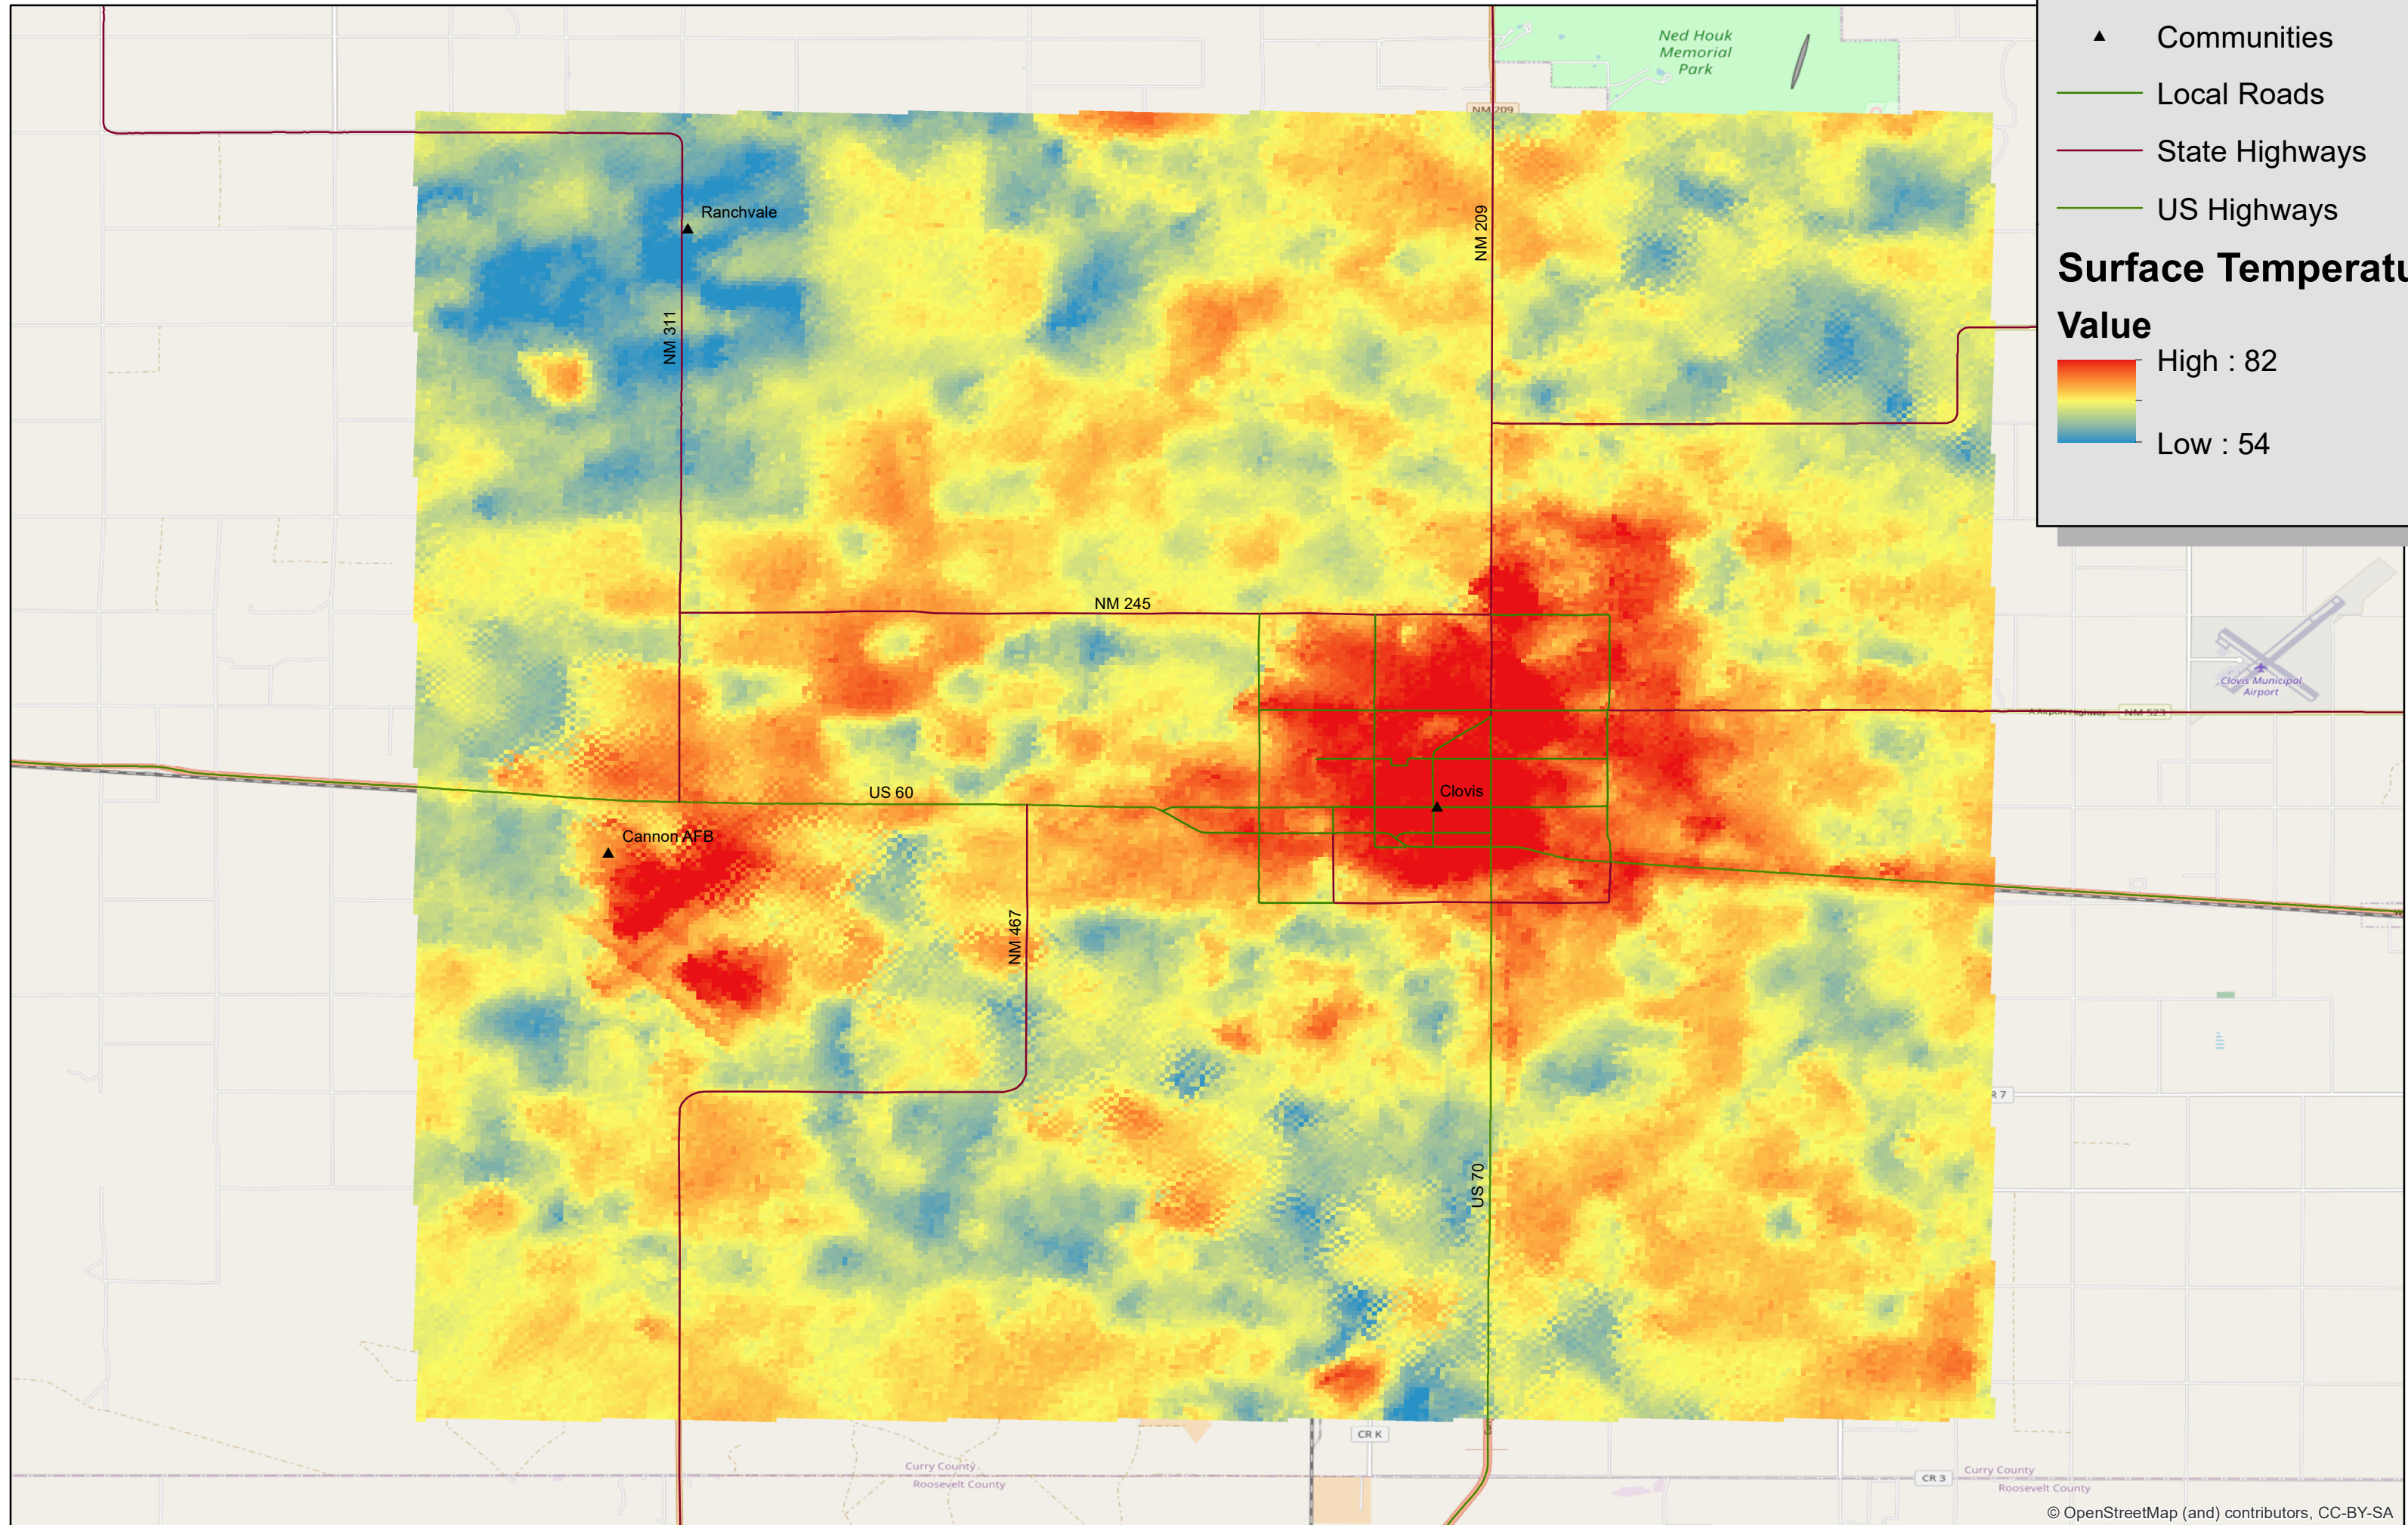 Ned Houk
Memorial
Park
NM 209
Communities
Local Roads
State Highways
US Highways
Surface Temperatu
Value
High : 82
Low : 54
Ranchvale
NM 209
NM 311
NM 245
Clovis Municipal
Airport
A Airport Highway
NM 523
US 60
Clovis
Cannon AFB
NM 467
R 7
US 70
CR K
Curry County
Roosevelt County
CR 3
Curry County
Roosevelt County
© OpenStreetMap (and) contributors, CC-BY-SA